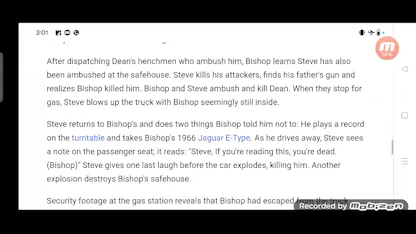 3:01
After dispatching Dean's henchmen who ambush him, Bishop learns Steve has also
been ambushed at the safehouse. Steve kills his attackers, finds his father's gun and
realizes Bishop killed him. Bishop and Steve ambush and kill Dean. When they stop for
gas, Steve blows up the truck with Bishop seemingly still inside.
Steve returns to Bishop's and does two things Bishop told him not to: He plays a record
on the turntable and takes Bishop's 1966 Jaguar E-Type. As he drives away, Steve sees
a note on the passenger seat; it reads: "Steve, if you're reading this, you're dead.
(Bishop)" Steve gives one last laugh before the car explodes, killing him. Another
explosion destroys Bishop's safehouse.
Security footage at the gas station reveals that Bishop had escaped from the truck
Recorded by Mobizen